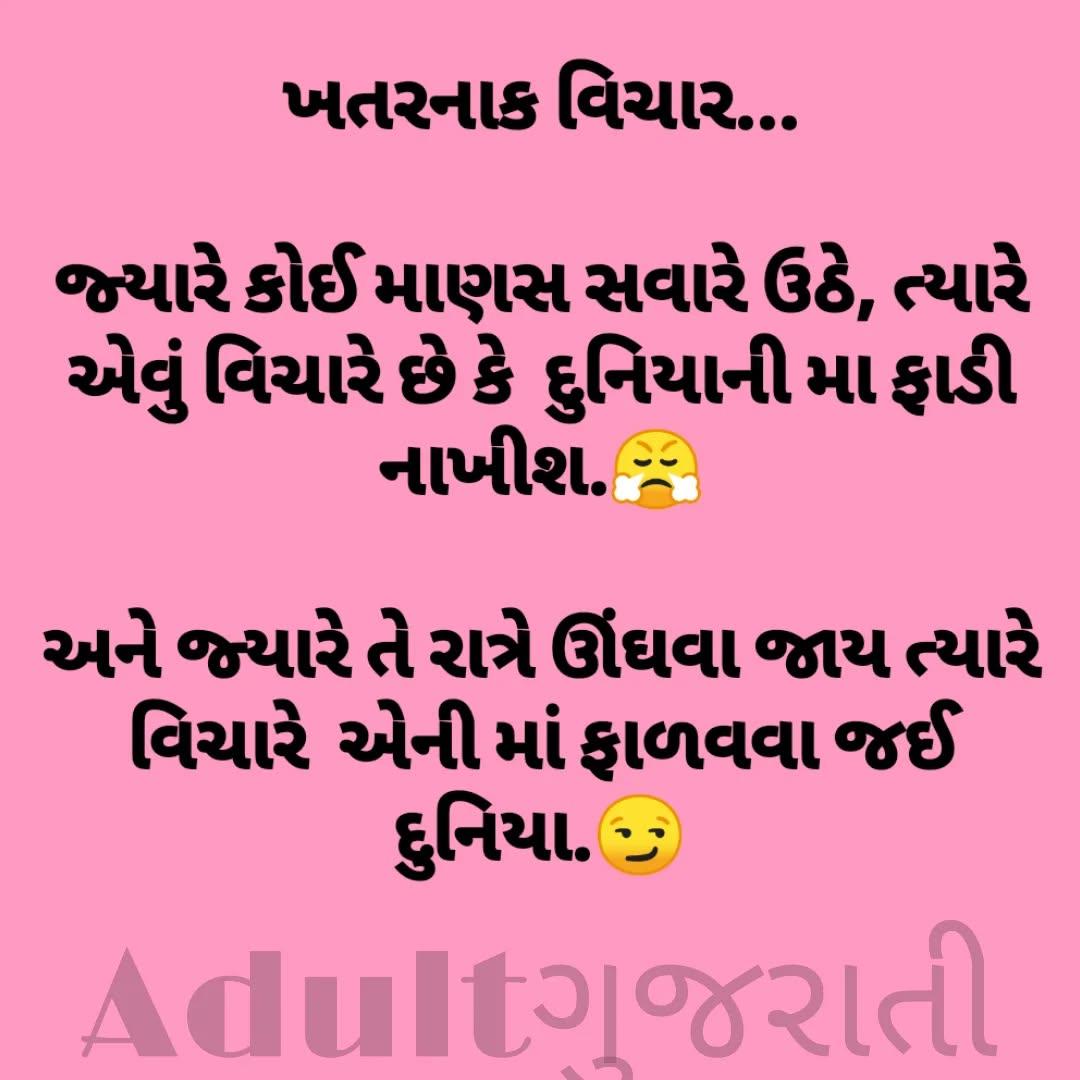 ખતરનાક વિચાર...
જ્યારે કોઈ માણસ સવારે ઉઠે, ત્યારે
એવું વિચારે છે કે દુનિયાની મા ફાડી
નાખીશ.😤
અને જ્યારે તે રાત્રે ઊંઘવા જાય ત્યારે
વિચારે એની માં ફાળવવા જઈ
દુનિયા.😏
Adultગુજરાતી